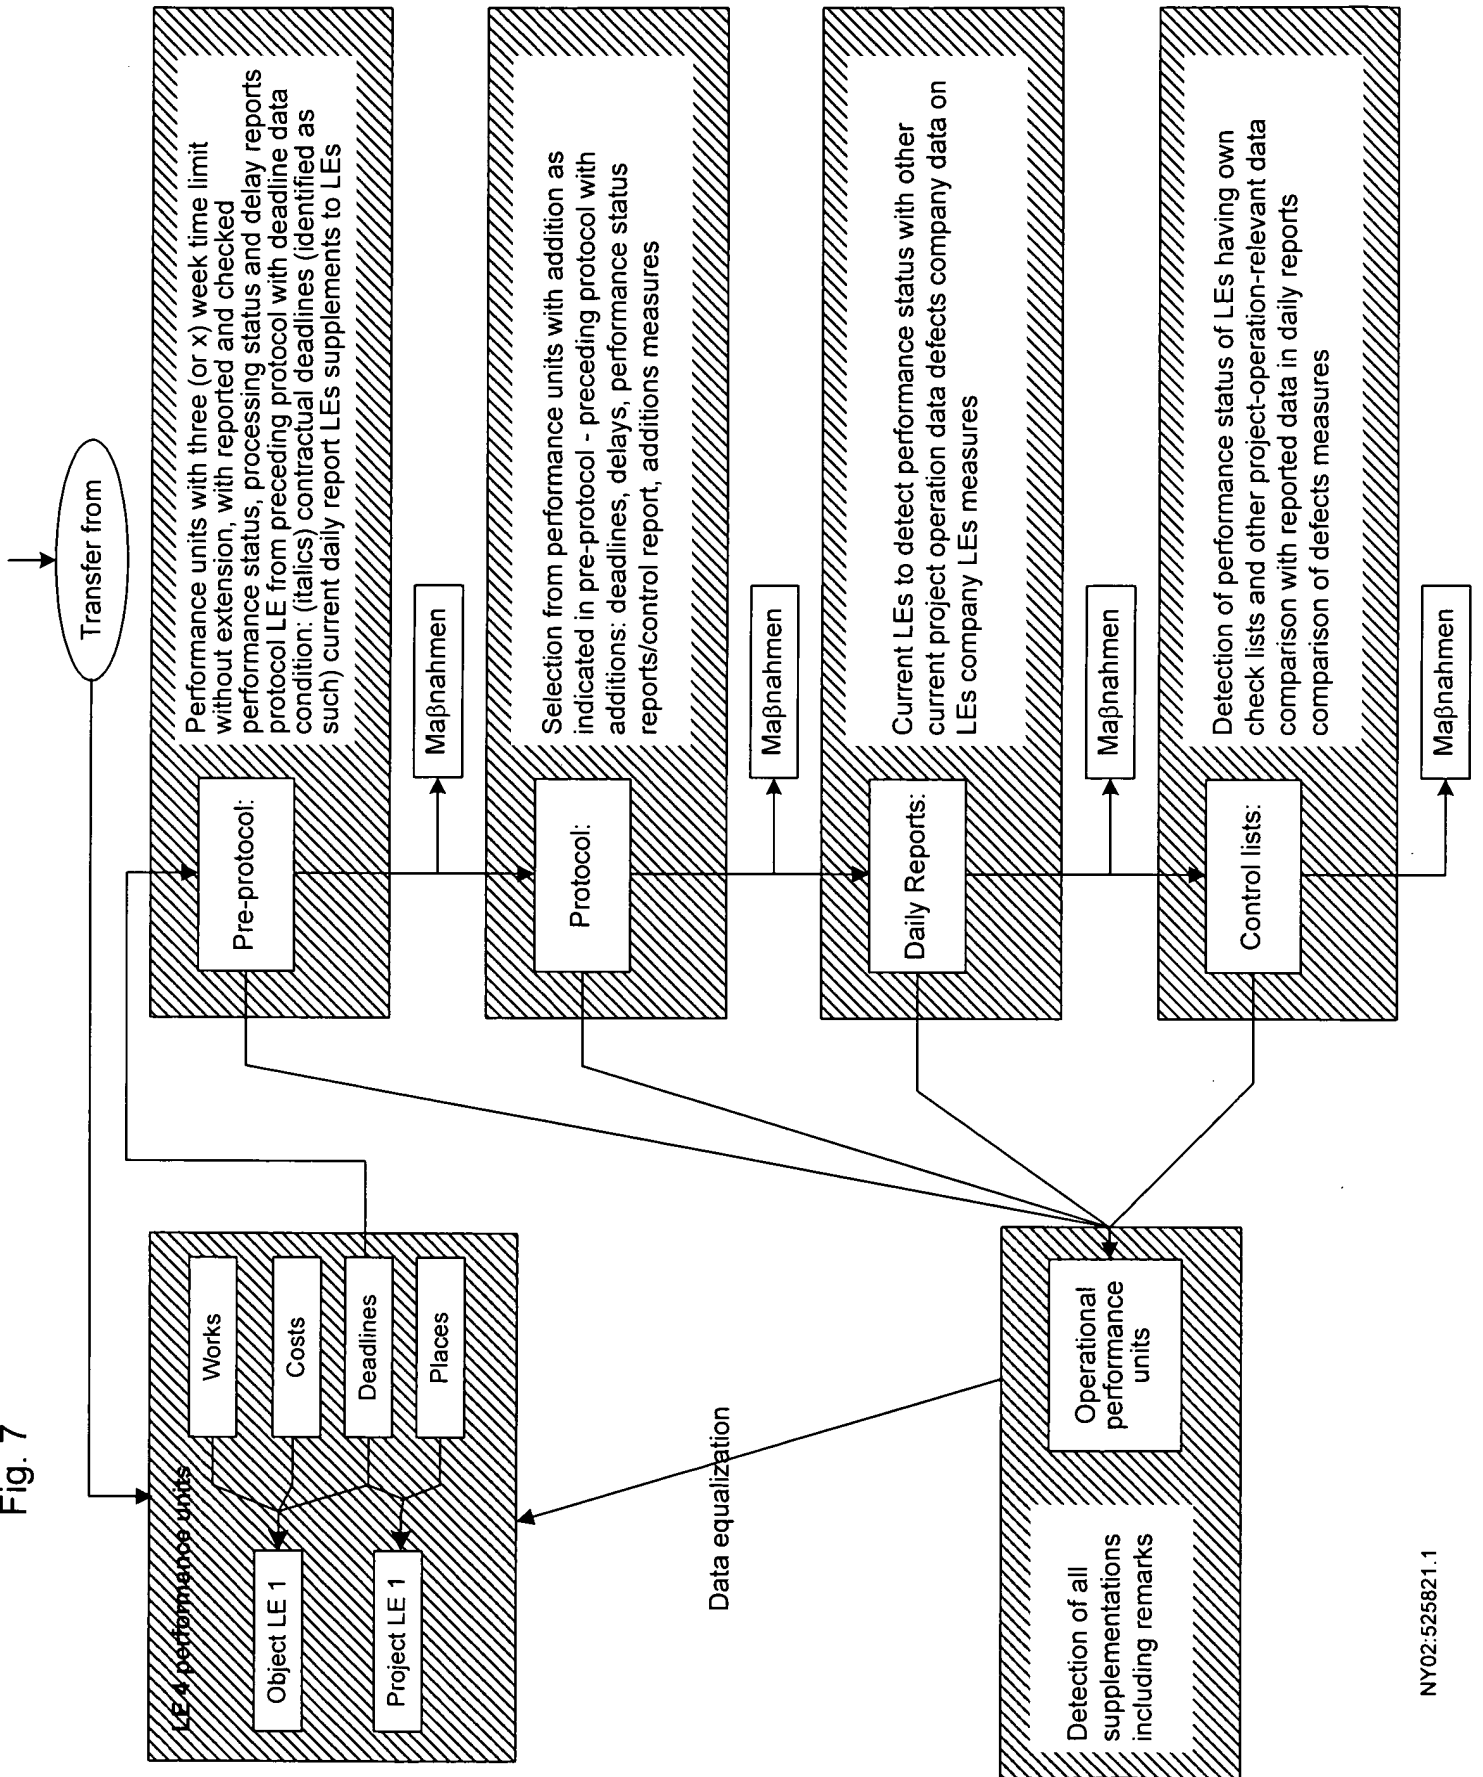 Fig. 7
Transfer from
LE 4 performance units
Works
Costs
Deadlines
Places
Object LE 1
Project LE 1
Pre-protocol:
Performance units with three (or x) week time limit
without extension, with reported and checked
performance status, processing status and delay reports
protocol LE from preceding protocol with deadline data
condition: (italics) contractual deadlines (identified as
such) current daily report LEs supplements to LEs
Maβnahmen
Protocol:
Selection from performance units with addition as
indicated in pre-protocol - preceding protocol with
additions: deadlines, delays, performance status
reports/control report, additions measures
Maβnahmen
Daily Reports:
Current LEs to detect performance status with other
current project operation data defects company data on
LEs company LEs measures
Maβnahmen
Control lists:
Detection of performance status of LEs having own
check lists and other project-operation-relevant data
comparison with reported data in daily reports
comparison of defects measures
Maβnahmen
Data equalization
Detection of all
supplementations
including remarks
Operational
performance
units
NY02:525821.1